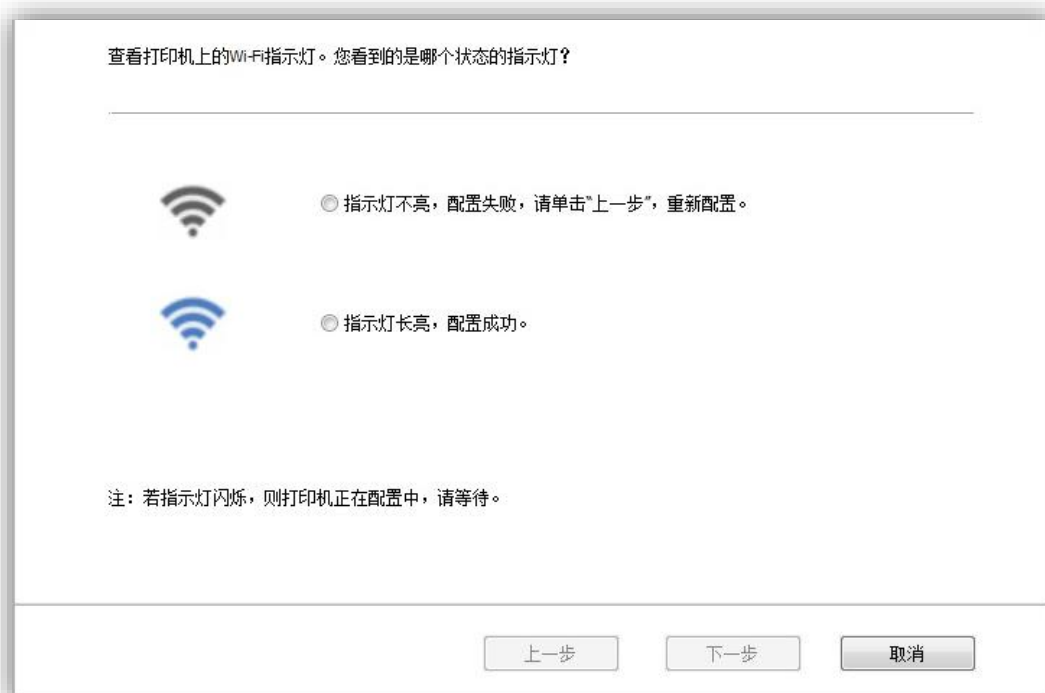 查看打印机上的Wi-Fi指示灯。您看到的是哪个状态的指示灯？
指示灯不亮，配置失败，请单击“上一步”，重新配置。
指示灯长亮，配置成功。
注：若指示灯闪烁，则打印机正在配置中，请等待。
上一步
下一步
取消